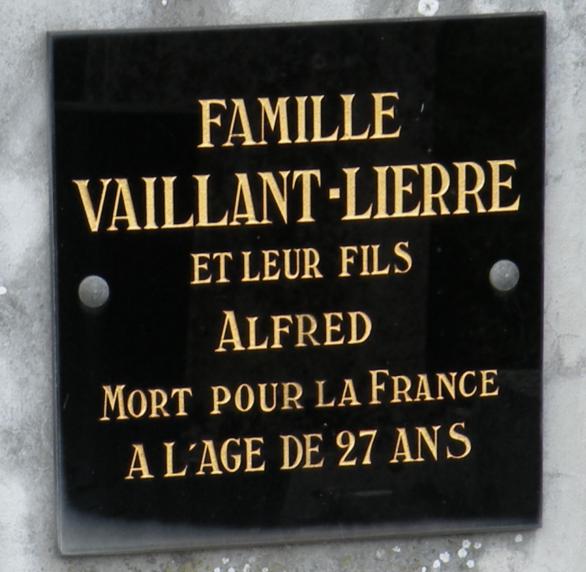 FAMILLE
VAILLANT-LIERRE
ET LEUR FILS
ALFRED
MORT POUR LA FRANCE
A L'AGE DE 27 ANS